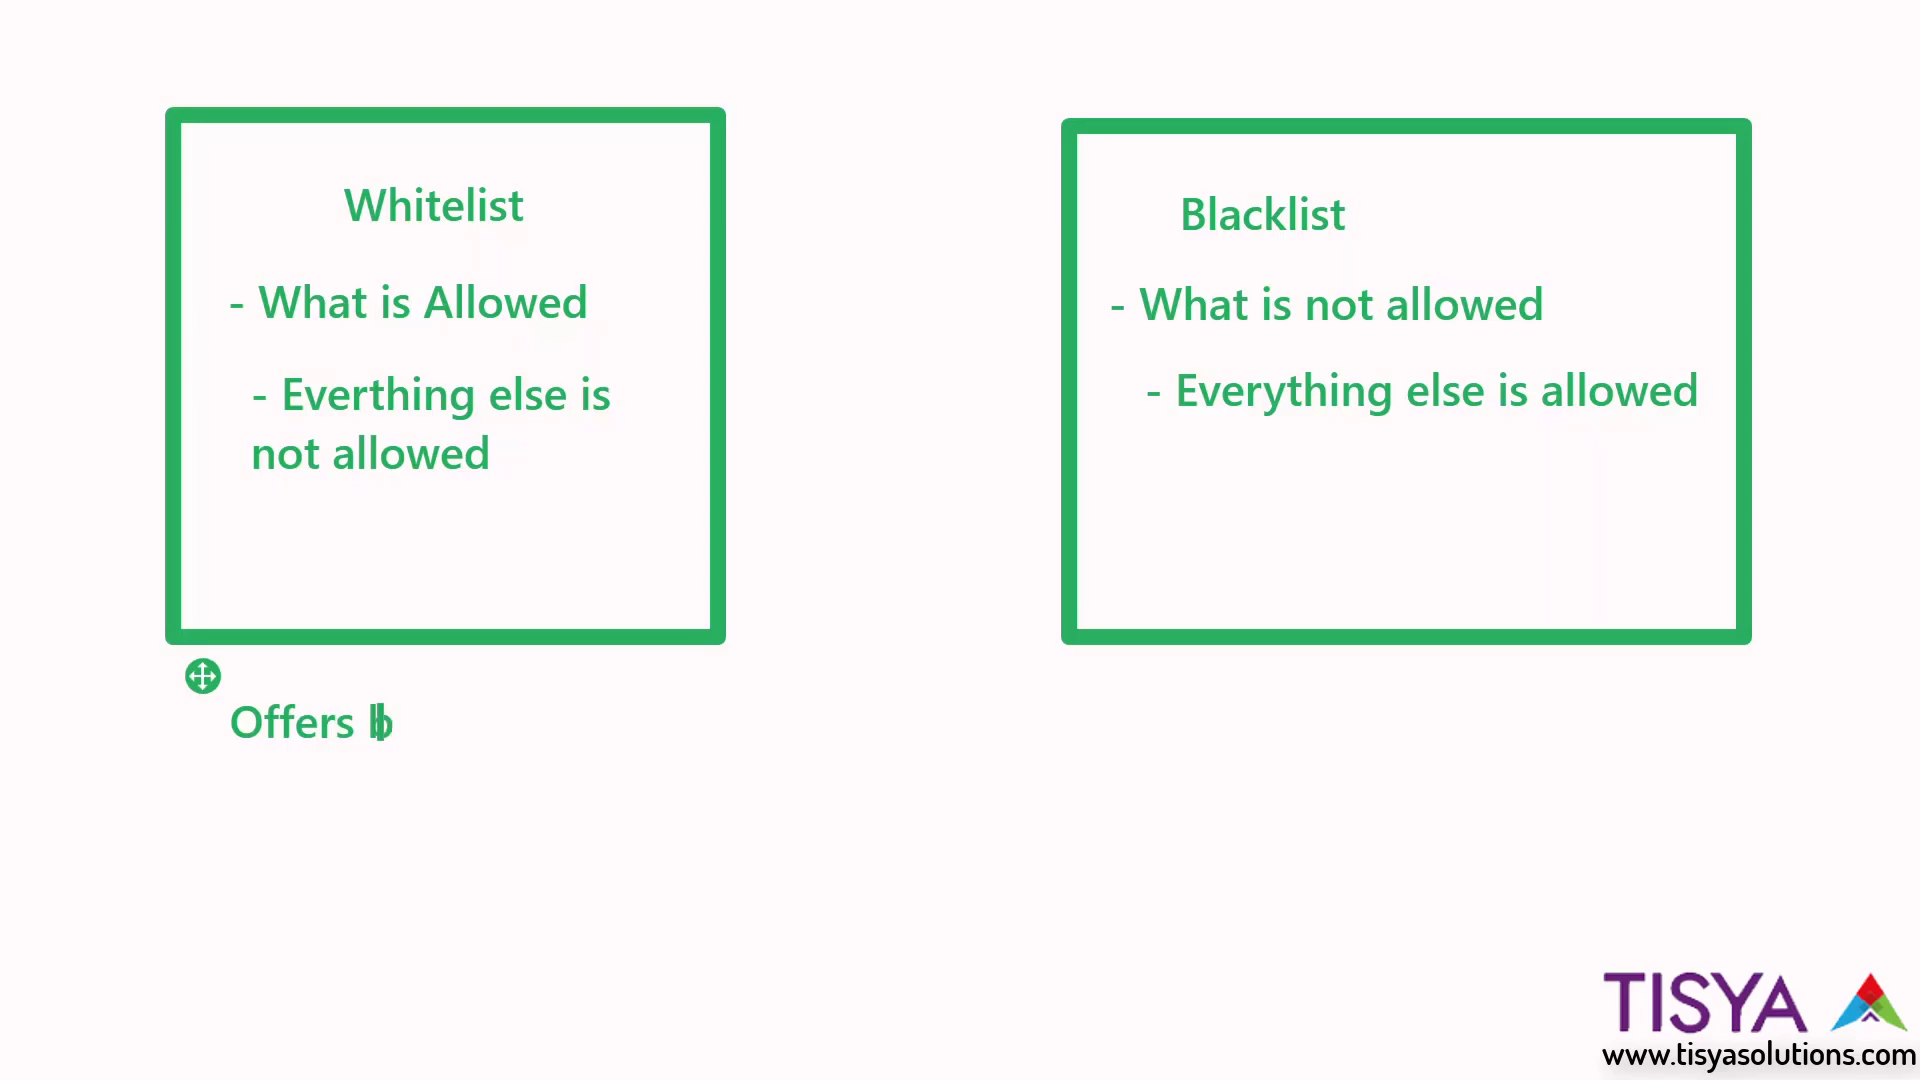 Whitelist
- What is Allowed
- Everthing else is
not allowed
Blacklist
- What is not allowed
- Everything else is allowed
Offers b
TISYA
www.tisyasolutions.com